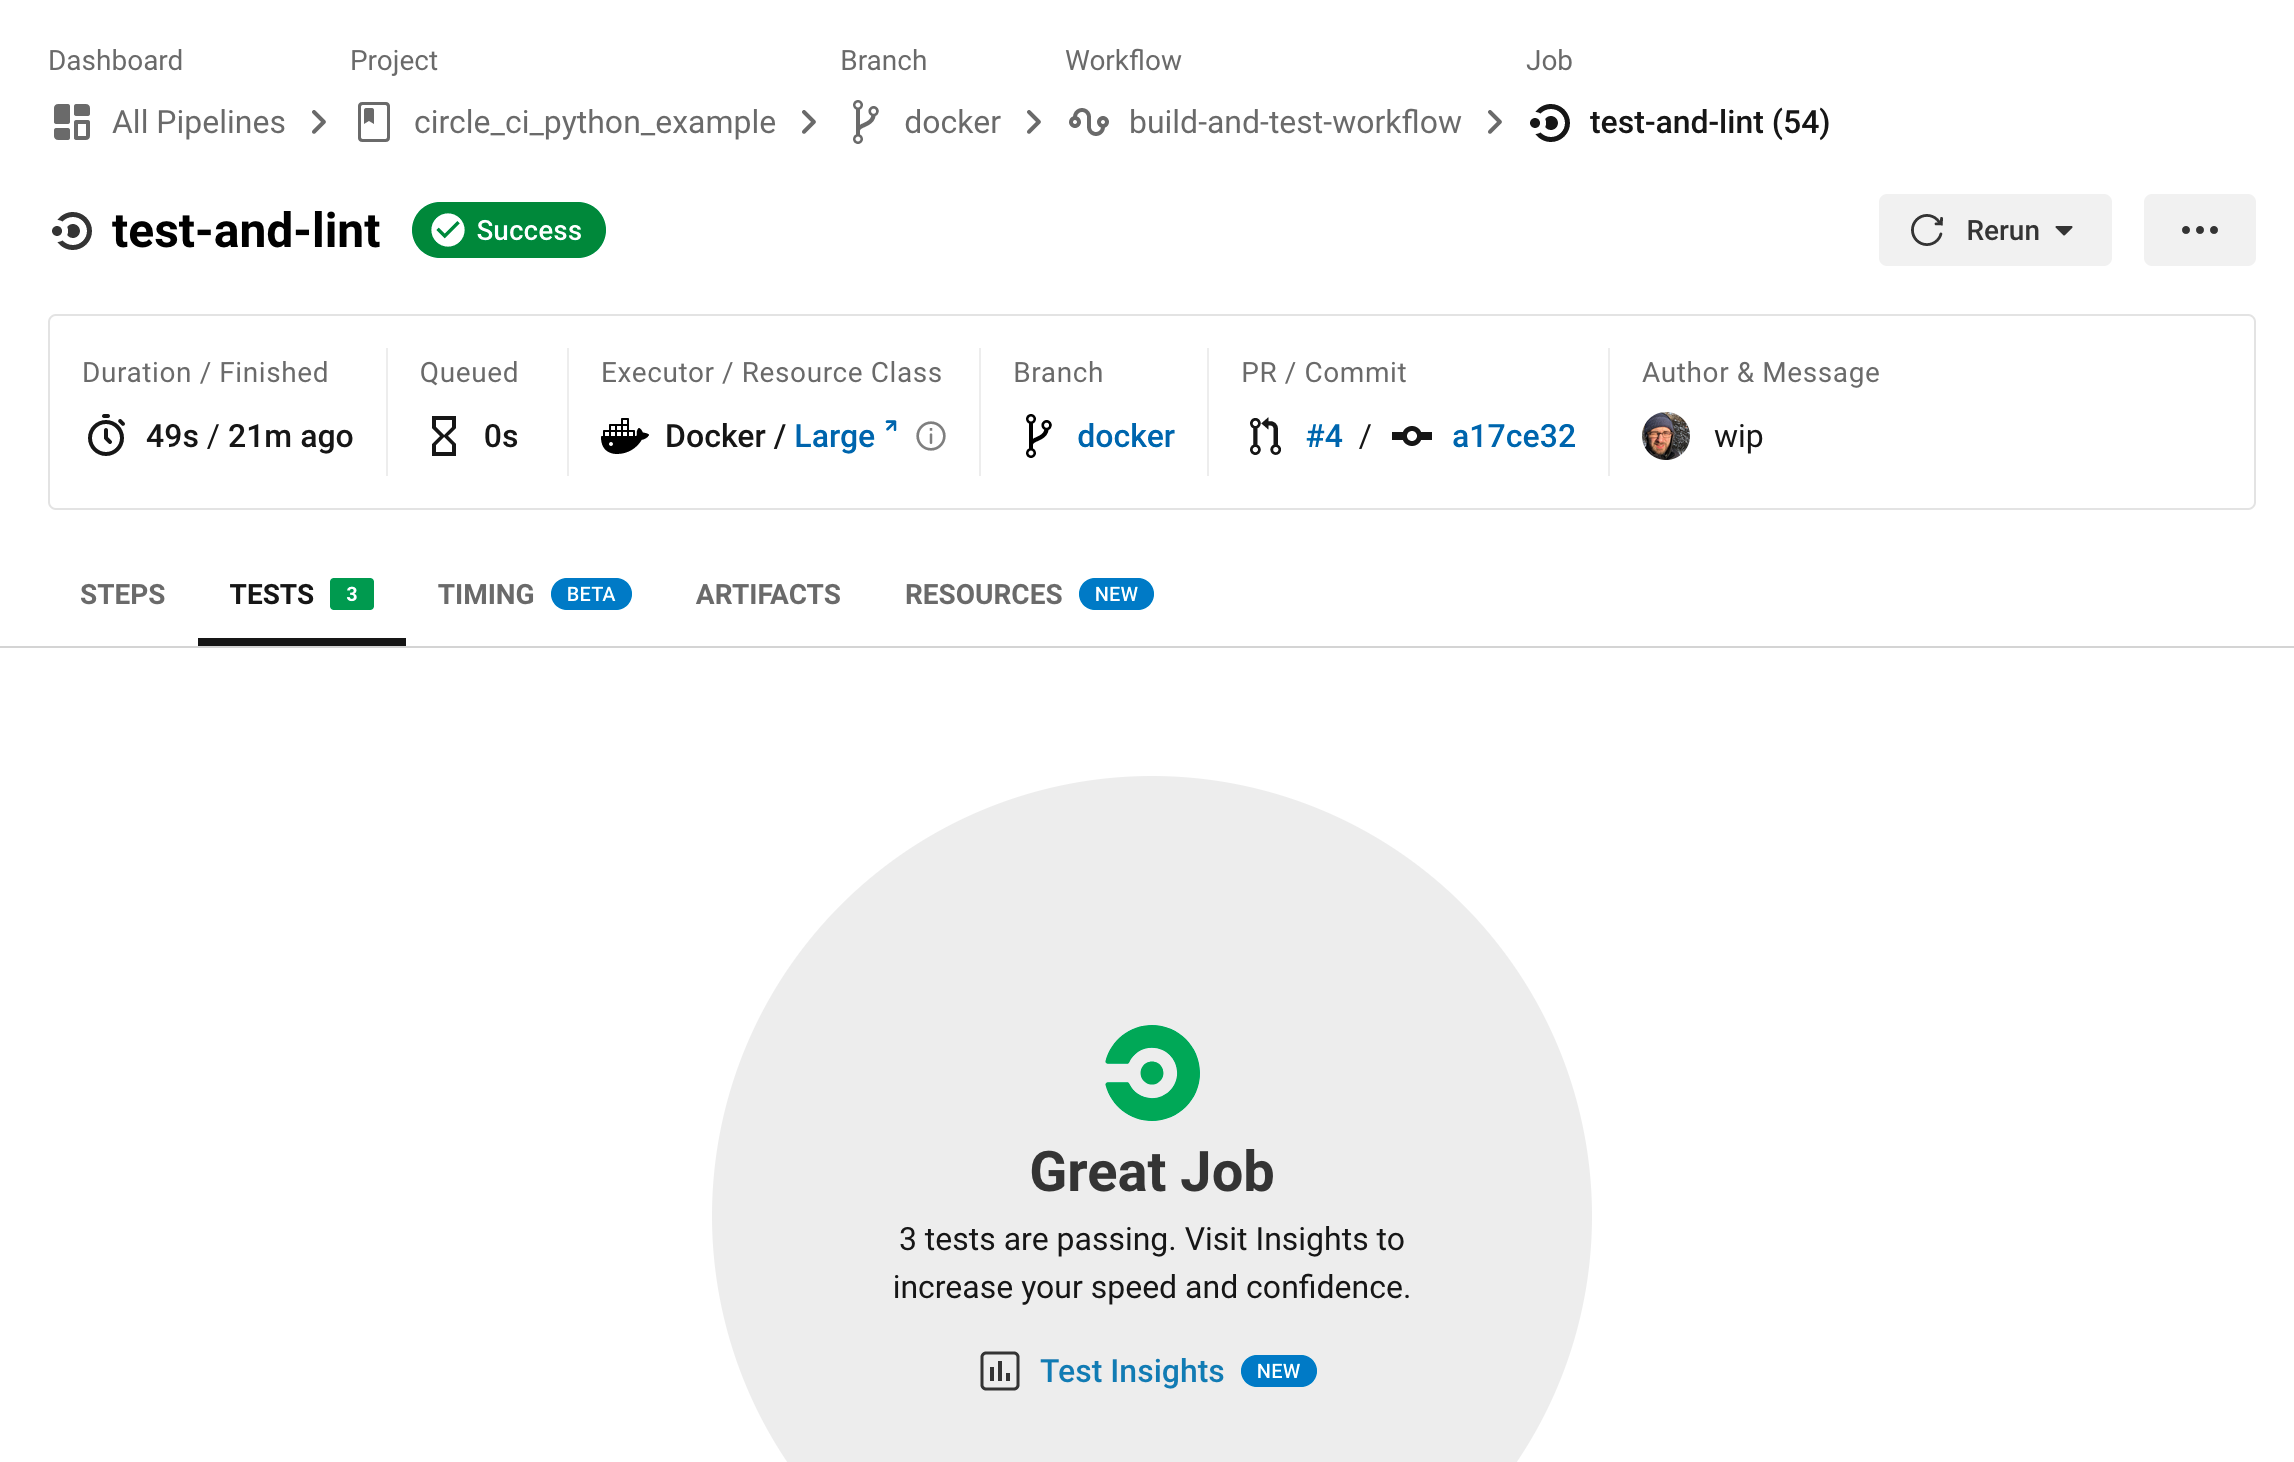 Dashboard Project Branch Workflow Job
All Pipelines circle_ci_python_example docker build-and-test-workflow test-and-lint (54)
test-and-lint Success Rerun
Duration / Finished Queued Executor / Resource Class Branch PR / Commit Author & Message
49s / 21m ago 0s Docker / Large docker #4 / a17ce32 wip
STEPS TESTS 3 TIMING BETA ARTIFACTS RESOURCES NEW
Great Job
3 tests are passing. Visit Insights to
increase your speed and confidence.
Test Insights NEW